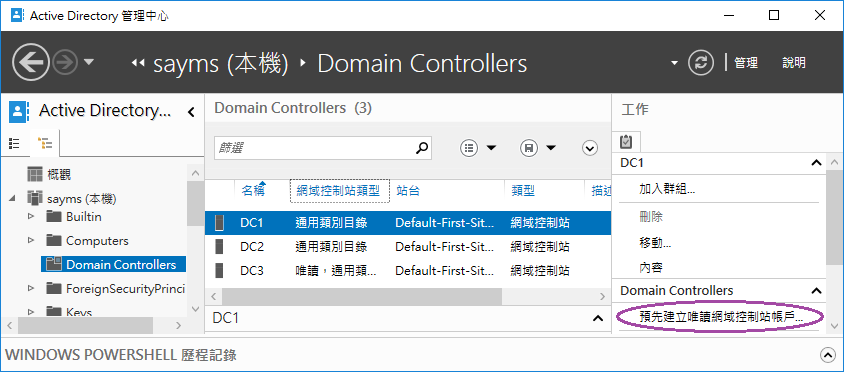 Active Directory 管理中心
sayms (本機) Domain Controllers 管理 說明
Active Directory...
概觀
sayms (本機)
Builtin
Computers
Domain Controllers
ForeignSecurityPrinci
Keys
Domain Controllers (3)
篩選
名稱 網域控制站類型 站台 類型 描述
DC1 通用類別目錄 Default-First-Sit... 網域控制站
DC2 通用類別目錄 Default-First-Sit... 網域控制站
DC3 唯讀，通用類... Default-First-Sit... 網域控制站
DC1
工作
DC1
加入群組...
刪除
移動...
內容
Domain Controllers
預先建立唯讀網域控制站帳戶...
WINDOWS POWERSHELL 歷程記錄